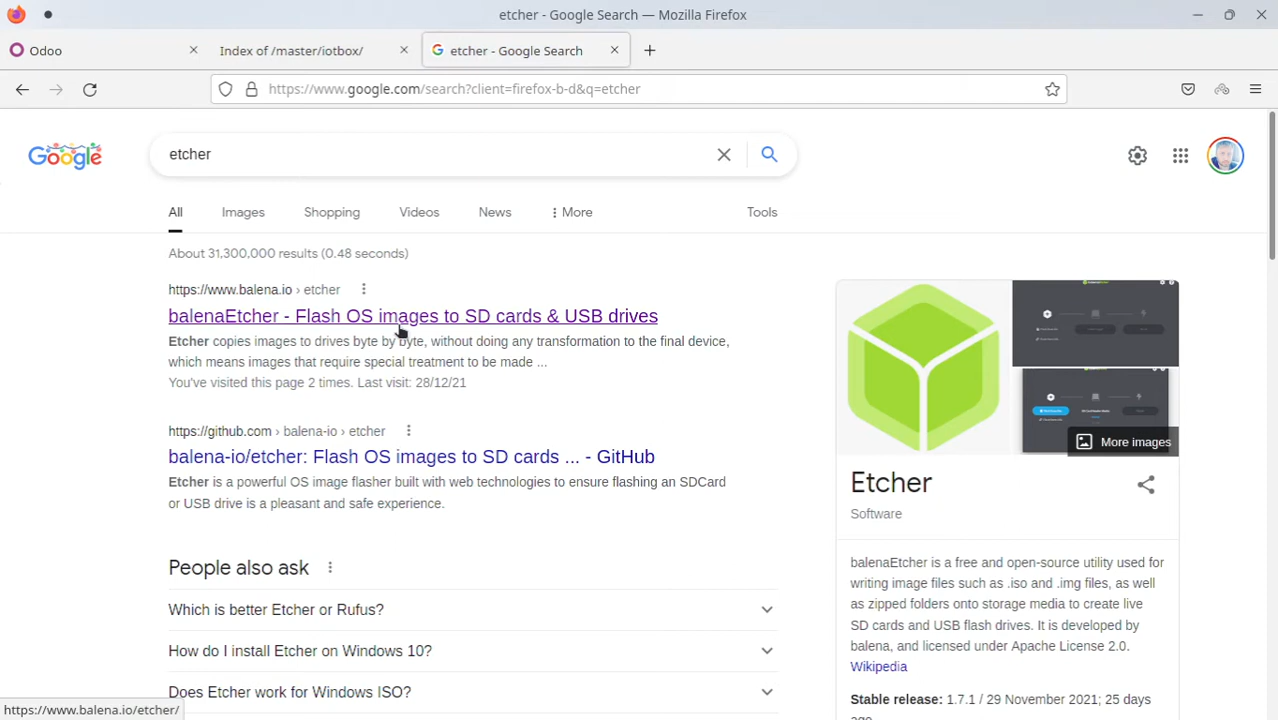 etcher - Google Search — Mozilla Firefox
Odoo
Index of /master/iotbox/
etcher - Google Search
https://www.google.com/search?client=firefox-b-d&q=etcher
Google
etcher
All
Images
Shopping
Videos
News
More
Tools
About 31,300,000 results (0.48 seconds)
https://www.balena.io › etcher
balenaEtcher - Flash OS images to SD cards & USB drives
Etcher copies images to drives byte by byte, without doing any transformation to the final device,
which means images that require special treatment to be made ...
You've visited this page 2 times. Last visit: 28/12/21
https://github.com › balena-io › etcher
balena-io/etcher: Flash OS images to SD cards ... - GitHub
Etcher is a powerful OS image flasher built with web technologies to ensure flashing an SDCard
or USB drive is a pleasant and safe experience.
People also ask
Which is better Etcher or Rufus?
How do I install Etcher on Windows 10?
Does Etcher work for Windows ISO?
More images
Etcher
Software
balenaEtcher is a free and open-source utility used for
writing image files such as .iso and .img files, as well
as zipped folders onto storage media to create live
SD cards and USB flash drives. It is developed by
balena, and licensed under Apache License 2.0.
Wikipedia
Stable release: 1.7.1 / 29 November 2021; 25 days
https://www.balena.io/etcher/